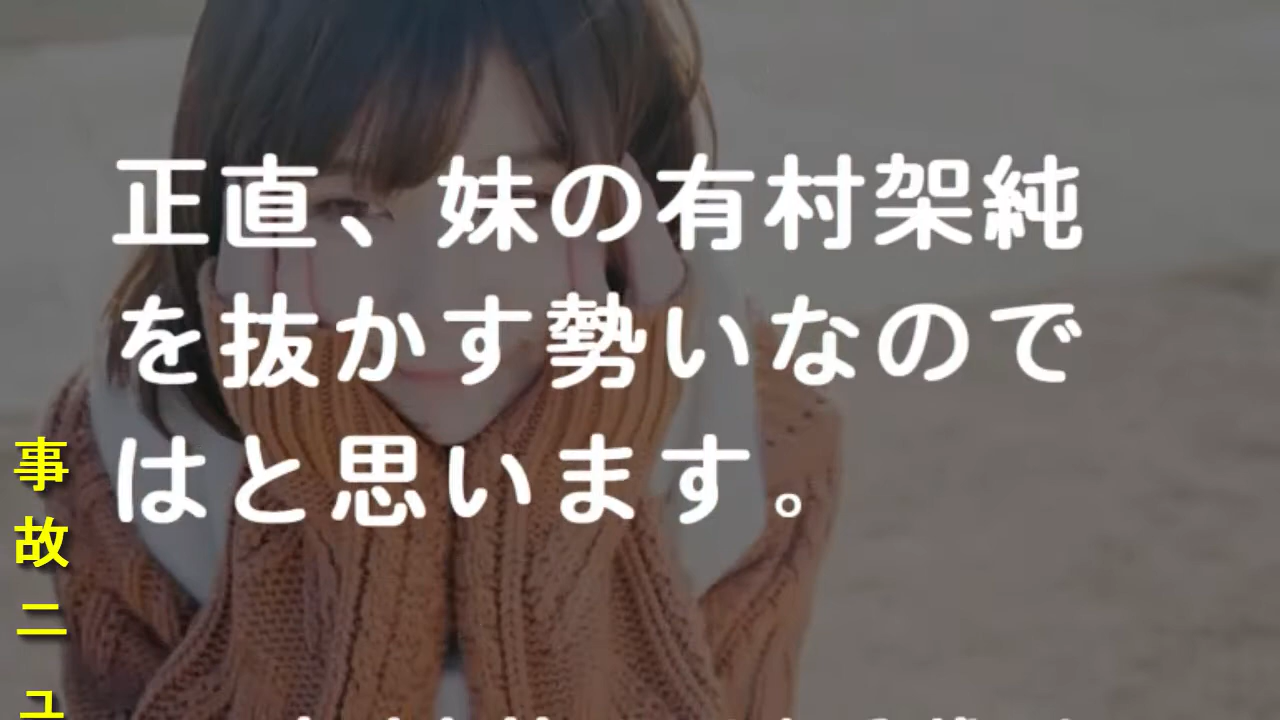 正直、妹の有村架純
を抜かす勢いなので
はと思います。
事故ニュ